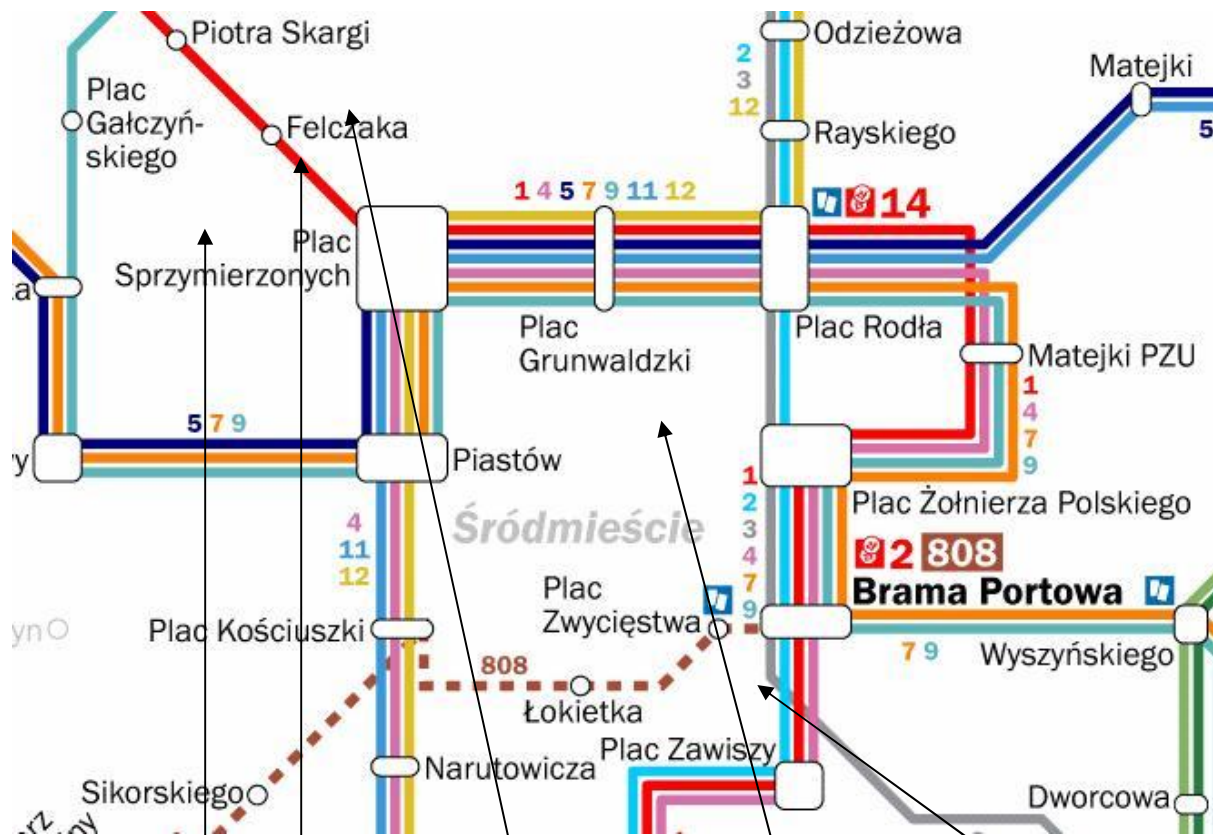 Piotra Skargi
Odzieżowa
2
3
12
Matejki
Plac
Gałczyń-
skiego
Felczaka
Rayskiego
5
1 4 5 7 9 11 12
14
Plac
Sprzymierzonych
a
Plac
Grunwaldzki
Plac Rodła
Matejki PZU
1
4
7
9
5 7 9
y
Piastów
1
2
3
4
7
9
Plac Żołnierza Polskiego
4
11
12
Śródmieście
2 808
Brama Portowa
Plac
Zwycięstwa
yn
Plac Kościuszki
7 9
Wyszyńskiego
808
Łokietka
Plac Zawiszy
Narutowicza
Sikorskiego
Dworcowa